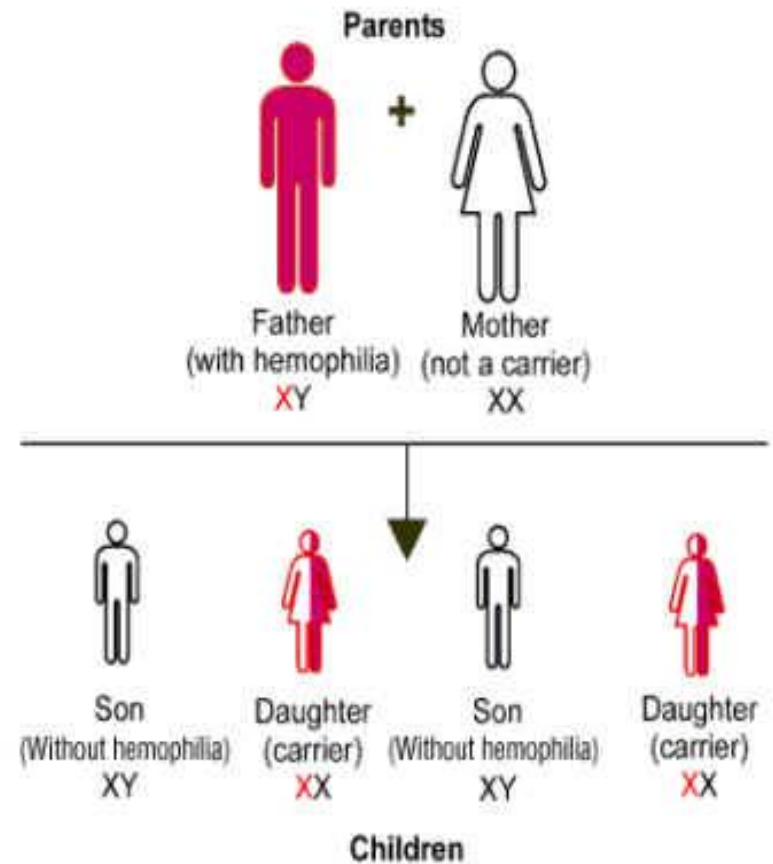 Parents
+
Father
(with hemophilia)
XY
Mother
(not a carrier)
XX
Son
(Without hemophilia)
XY
Daughter
(carrier)
XX
Son
(Without hemophilia)
XY
Daughter
(carrier)
XX
Children